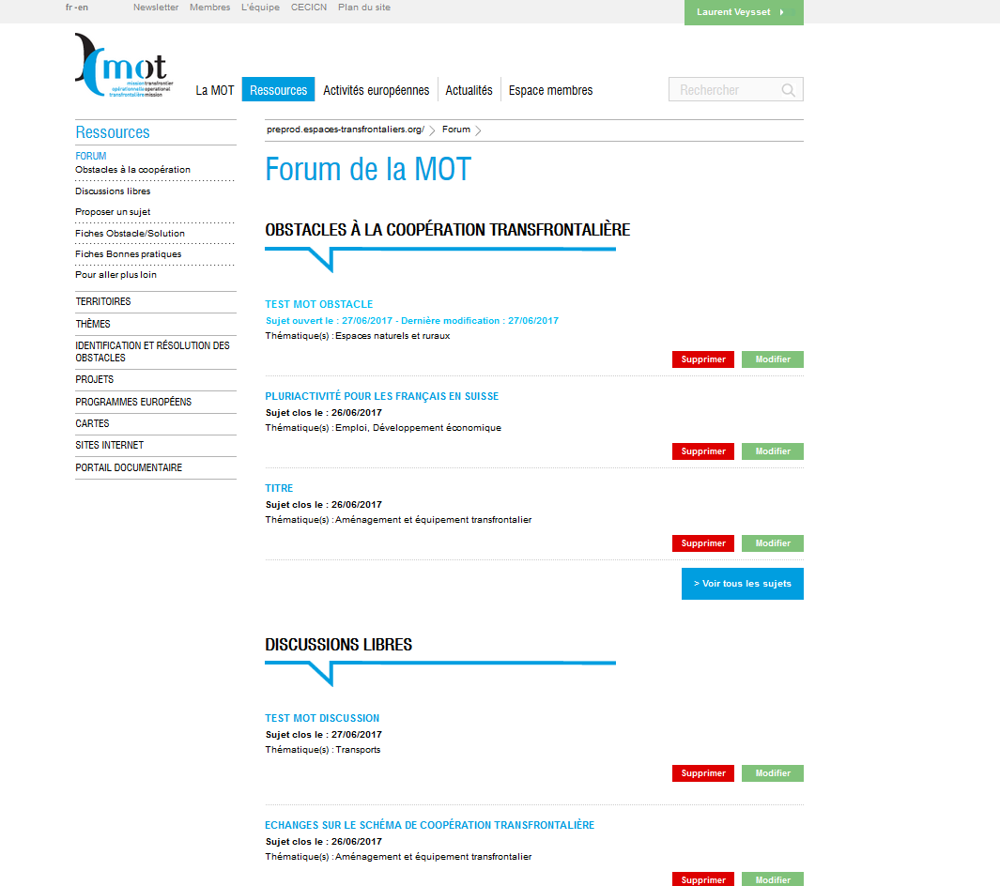 fr -en
Newsletter Membres L'équipe CECICN Plan du site
Laurent Veysset
mot
mission transfrontier
opérationnelle operational
transfrontalière mission
La MOT Ressources Activités européennes Actualités Espace membres
Rechercher
Ressources
FORUM
Obstacles à la coopération
Discussions libres
Proposer un sujet
Fiches Obstacle/Solution
Fiches Bonnes pratiques
Pour aller plus loin
TERRITOIRES
THÈMES
IDENTIFICATION ET RÉSOLUTION DES
OBSTACLES
PROJETS
PROGRAMMES EUROPÉENS
CARTES
SITES INTERNET
PORTAIL DOCUMENTAIRE
preprod.espaces-transfrontaliers.org/ Forum
Forum de la MOT
OBSTACLES À LA COOPÉRATION TRANSFRONTALIÈRE
TEST MOT OBSTACLE
Sujet ouvert le : 27/06/2017 - Dernière modification : 27/06/2017
Thématique(s) : Espaces naturels et ruraux
Supprimer Modifier
PLURIACTIVITÉ POUR LES FRANÇAIS EN SUISSE
Sujet clos le : 26/06/2017
Thématique(s) : Emploi, Développement économique
Supprimer Modifier
TITRE
Sujet clos le : 26/06/2017
Thématique(s) : Aménagement et équipement transfrontalier
Supprimer Modifier
> Voir tous les sujets
DISCUSSIONS LIBRES
TEST MOT DISCUSSION
Sujet clos le : 27/06/2017
Thématique(s) : Transports
Supprimer Modifier
ECHANGES SUR LE SCHÉMA DE COOPÉRATION TRANSFRONTALIÈRE
Sujet clos le : 26/06/2017
Thématique(s) : Aménagement et équipement transfrontalier
Supprimer Modifier